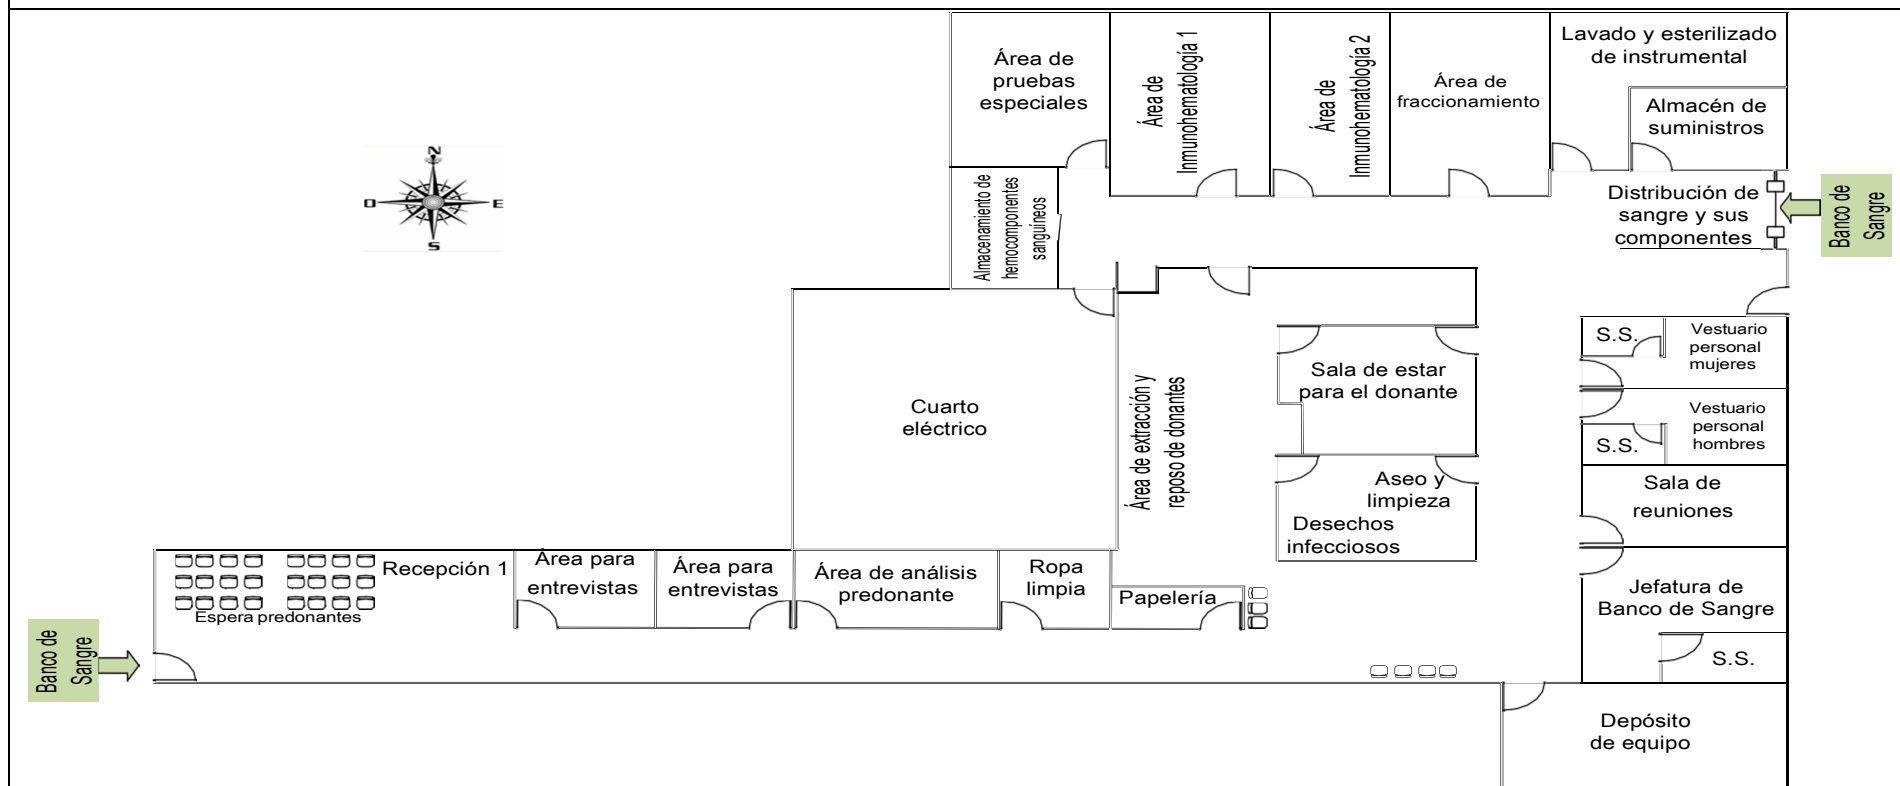 Área de
pruebas
especiales
Área de
Inmunohematología 1
Área de
Inmunohematología 2
Área de
fraccionamiento
Lavado y esterilizado
de instrumental
Almacén de
suministros
N
O
E
S
Almacenamiento de
hemocomponentes
sanguíneos
Distribución de
sangre y sus
componentes
Banco de
Sangre
Cuarto
eléctrico
Área de extracción y
reposo de donantes
Sala de estar
para el donante
S.S.
Vestuario
personal
mujeres
Vestuario
personal
hombres
S.S.
Aseo y
limpieza
Desechos
infecciosos
Sala de
reuniones
Recepción 1
Espera predonantes
Área para
entrevistas
Área para
entrevistas
Área de análisis
predonante
Ropa
limpia
Papelería
Jefatura de
Banco de Sangre
S.S.
Banco de
Sangre
Depósito
de equipo